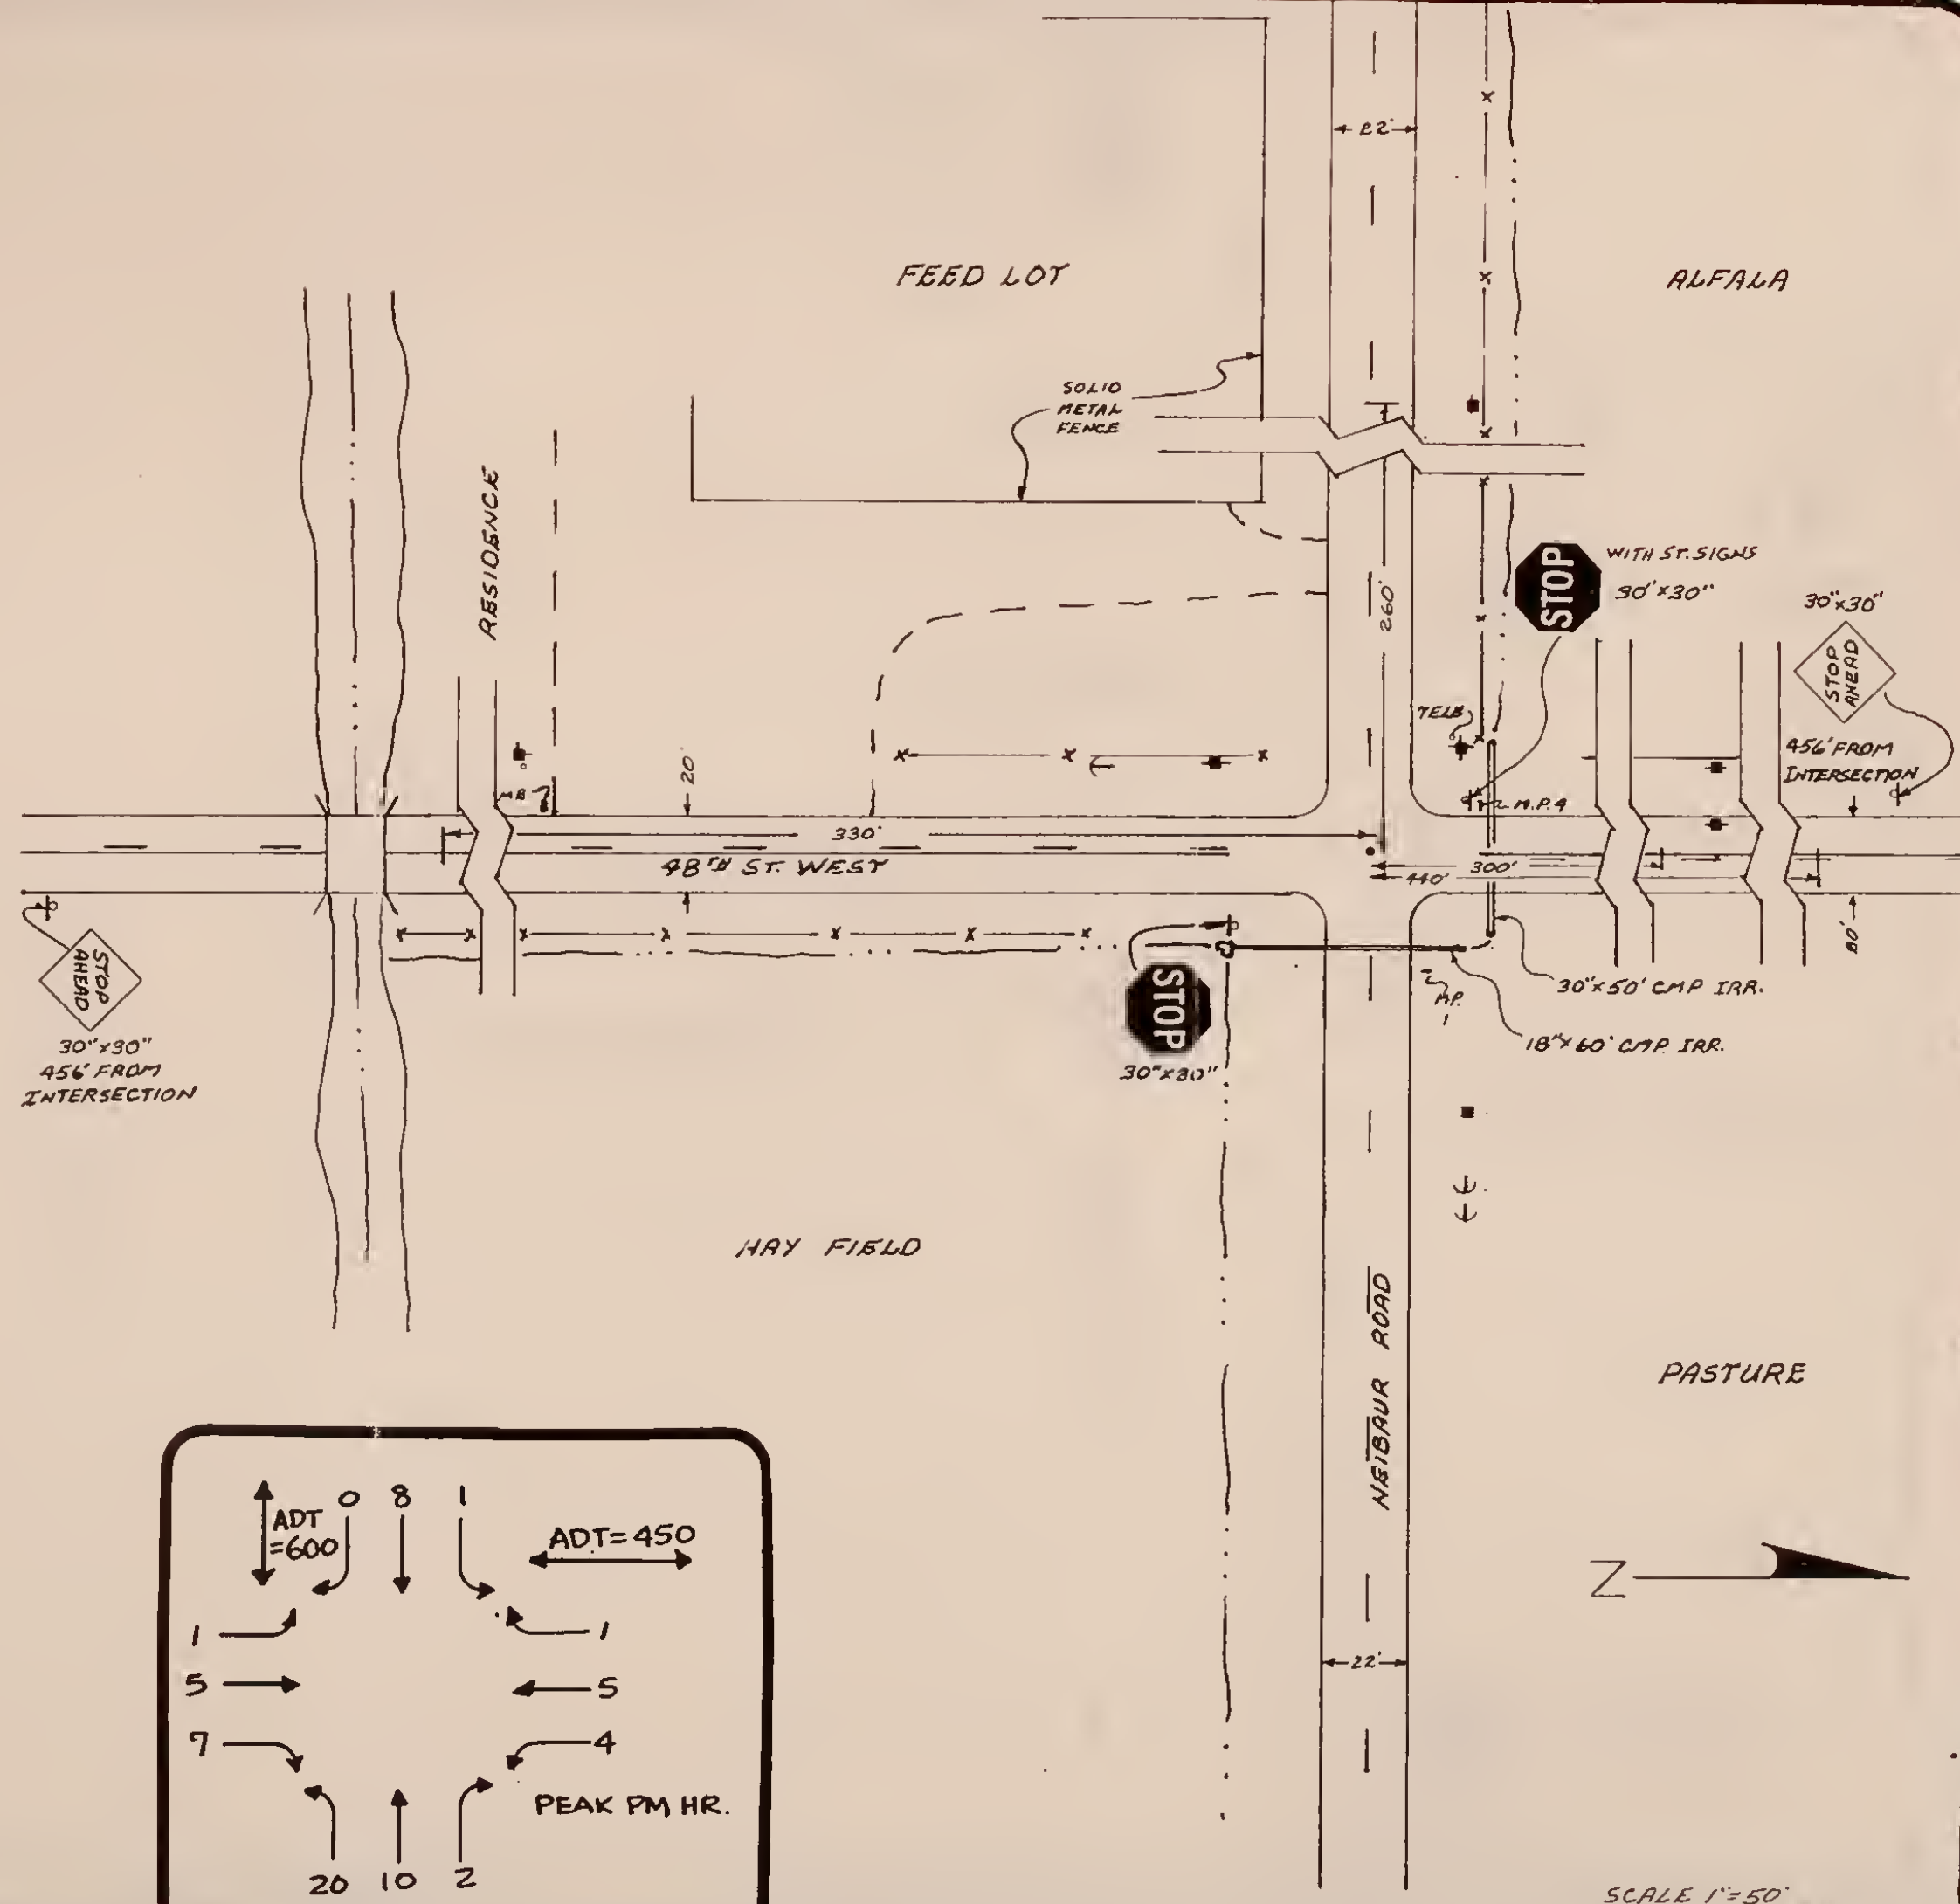 22'
FEED LOT
ALFALA
SOLID
METAL
FENCE
RESIDENCE
STOP
WITH ST. SIGNS
30"x30"
30"x30"
STOP
AHEAD
260'
TELB
456' FROM
INTERSECTION
20'
MB
M.P. 4
330'
48TH ST. WEST
300'
440'
STOP
AHEAD
30"x30"
456' FROM
INTERSECTION
STOP
30"x30"
M.P.
1
30"x50' CMP IRR.
18"x60' CMP. IRR.
HAY FIELD
NEIBAUR ROAD
PASTURE
N
22'
ADT
=600
0 8 1
ADT=450
1 1
5 5
7 4
PEAK PM HR.
20 10 2
SCALE 1"=50'